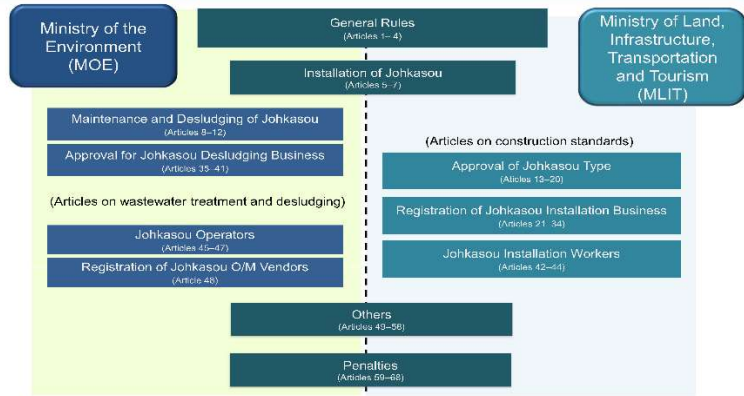 Ministry of the
Environment
(MOE)
General Rules
(Articles 1– 4)
Ministry of Land,
Infrastructure,
Transportation
and Tourism
(MLIT)
Installation of Johkasou
(Articles 5–7)
Maintenance and Desludging of Johkasou
(Articles 8–12)
Approval for Johkasou Desludging Business
(Articles 35–41)
(Articles on wastewater treatment and desludging)
Johkasou Operators
(Articles 45–47)
Registration of Johkasou O/M Vendors
(Article 48)
(Articles on construction standards)
Approval of Johkasou Type
(Aticles 13–20)
Registration of Johkasou Installation Business
(Articles 21–34)
Johkasou Installation Workers
(Articles 42–44)
Others
(Articles 49–56)
Penalties
(Articles 59–68)